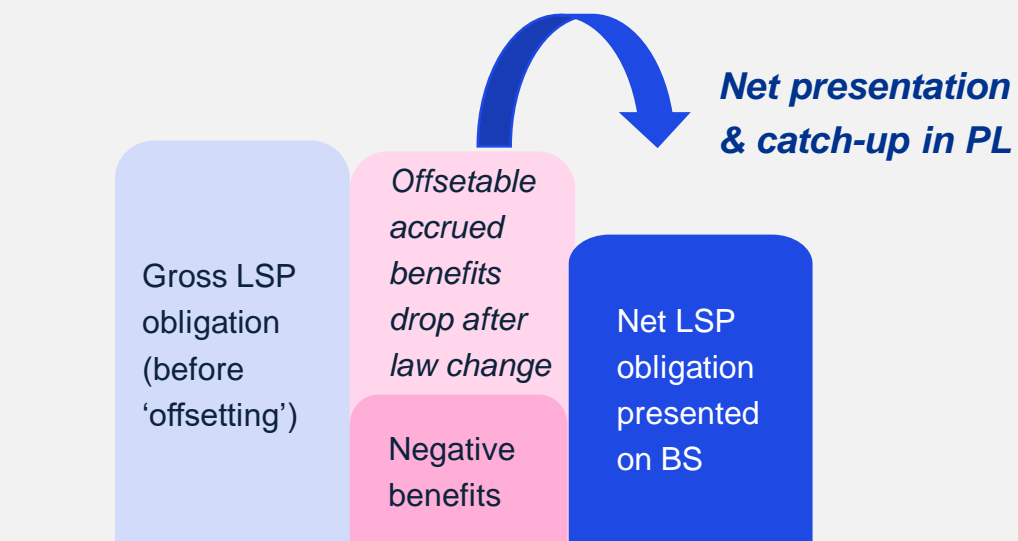 Net presentation
& catch-up in PL
Gross LSP
obligation
(before
‘offsetting’)
Offsetable
accrued
benefits
drop after
law change
Negative
benefits
Net LSP
obligation
presented
on BS